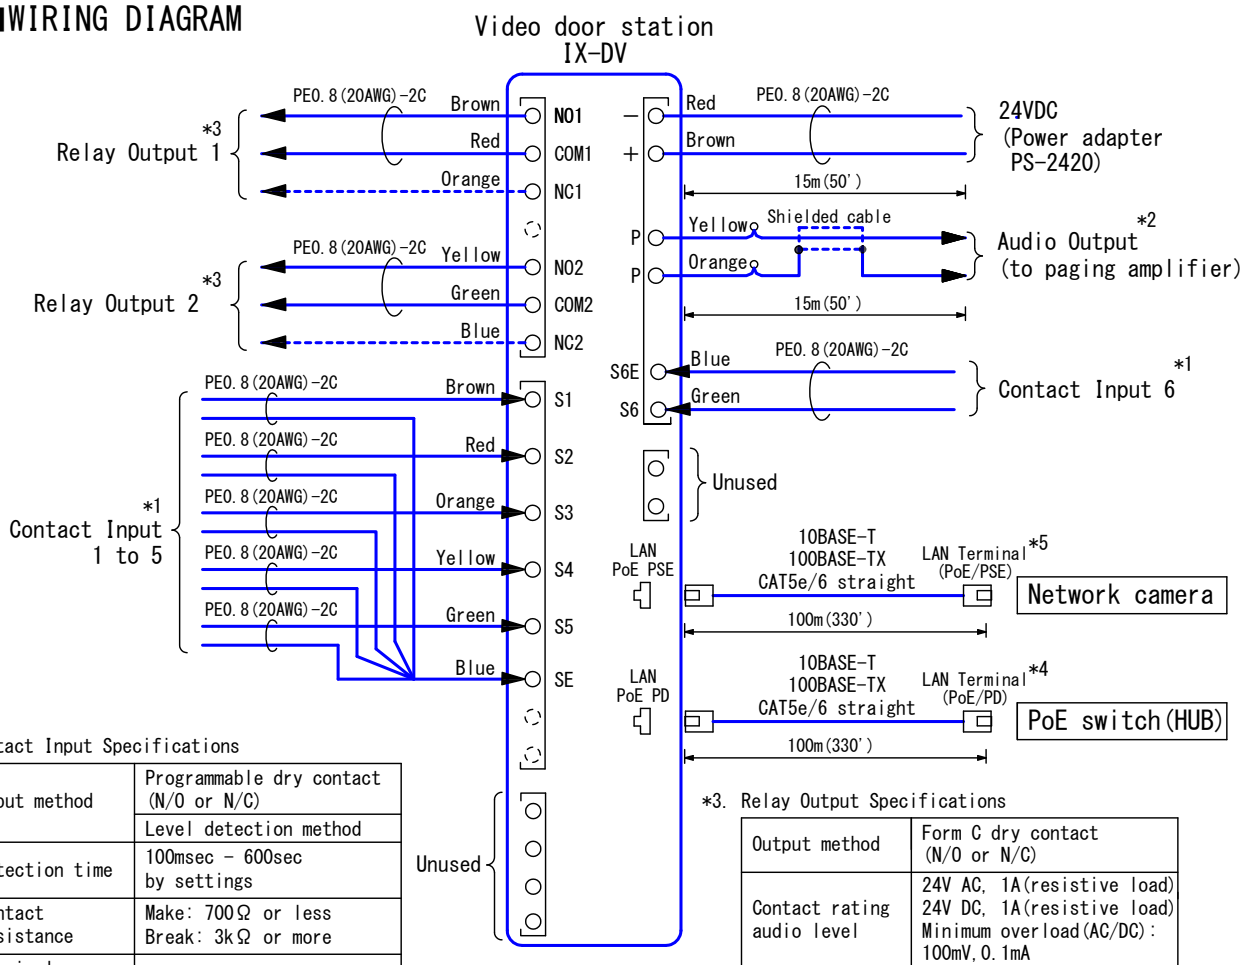 WIRING DIAGRAM
Video door station
IX-DV
PE0.8(20AWG)-2C
Brown
NO1
*3
Relay Output 1
Red
COM1
Orange
NC1
PE0.8(20AWG)-2C
Yellow
NO2
*3
Relay Output 2
Green
COM2
Blue
NC2
PE0.8(20AWG)-2C
Brown
S1
PE0.8(20AWG)-2C
Red
S2
PE0.8(20AWG)-2C
Orange
S3
*1
Contact Input
1 to 5
PE0.8(20AWG)-2C
Yellow
S4
PE0.8(20AWG)-2C
Green
S5
Blue
SE
Unused
−
Red
PE0.8(20AWG)-2C
+
Brown
24VDC
(Power adapter
PS-2420)
15m(50')
P
Yellow
Shielded cable
P
Orange
*2
Audio Output
(to paging amplifier)
15m(50')
S6E
Blue
PE0.8(20AWG)-2C
S6
Green
*1
Contact Input 6
Unused
LAN
PoE PSE
10BASE-T
100BASE-TX
CAT5e/6 straight
LAN Terminal*5
(PoE/PSE)
Network camera
100m(330')
LAN
PoE PD
10BASE-T
100BASE-TX
CAT5e/6 straight
LAN Terminal*4
(PoE/PD)
PoE switch(HUB)
100m(330')
tact Input Specifications
put method
Programmable dry contact
(N/O or N/C)
Level detection method
tection time
100msec - 600sec
by settings
ntact
sistance
Make: 700Ω or less
Break: 3kΩ or more
*3. Relay Output Specifications
Output method
Form C dry contact
(N/O or N/C)
Contact rating
audio level
24V AC, 1A(resistive load)
24V DC, 1A(resistive load)
Minimum overload(AC/DC):
100mV,0.1mA